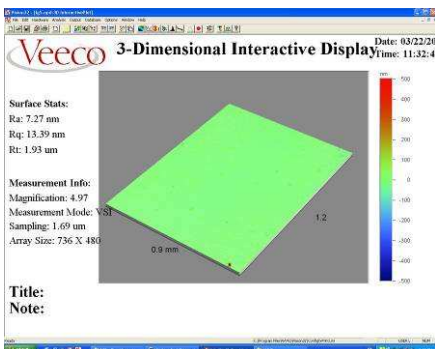 Veeco
3-Dimensional Interactive Display
Date: 03/22/20
Time: 11:32:4
Surface Stats:
Ra: 7.27 nm
Rq: 13.39 nm
Rt: 1.93 um
Measurement Info:
Magnification: 4.97
Measurement Mode: VSI
Sampling: 1.69 um
Array Size: 736 X 480
0.9 mm
1.2
nm
500
400
300
200
100
0
-100
-200
-300
-400
-500
Title:
Note: